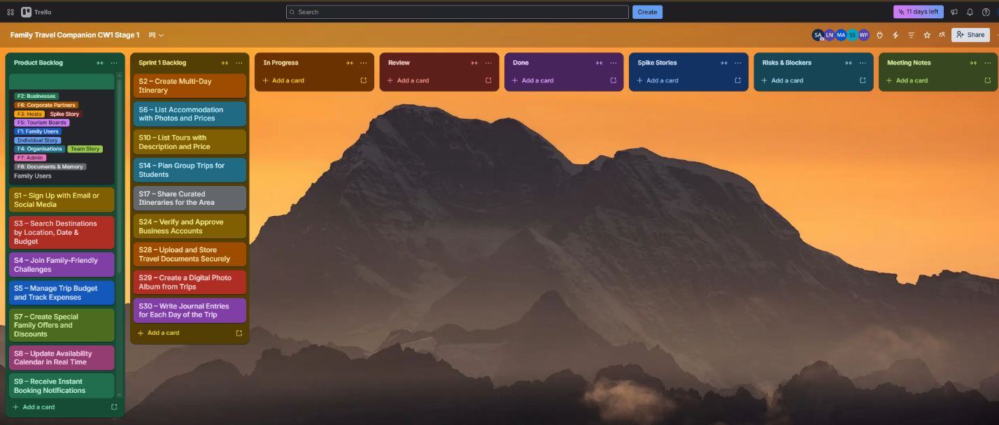 Trello
Search
Create
11 days left
Family Travel Companion CW1 Stage 1
SA
LN
MA
SS
WP
Share
Product Backlog
F2: Businesses
F6: Corporate Partners
F3: Hosts
Spike Story
F5: Tourism Boards
F1: Family Users
Individual Story
F4: Organisations
Team Story
F7: Admin
F8: Documents & Memory
Family Users
S1 – Sign Up with Email or
Social Media
S3 – Search Destinations
by Location, Date &
Budget
S4 – Join Family-Friendly
Challenges
S5 – Manage Trip Budget
and Track Expenses
S7 – Create Special
Family Offers and
Discounts
S8 – Update Availability
Calendar in Real Time
S9 – Receive Instant
Booking Notifications
Add a card
Sprint 1 Backlog
S2 – Create Multi-Day
Itinerary
S6 – List Accommodation
with Photos and Prices
S10 – List Tours with
Description and Price
S14 – Plan Group Trips for
Students
S17 – Share Curated
Itineraries for the Area
S24 – Verify and Approve
Business Accounts
S28 – Upload and Store
Travel Documents Securely
S29 – Create a Digital Photo
Album from Trips
S30 – Write Journal Entries
for Each Day of the Trip
Add a card
In Progress
Add a card
Review
Add a card
Done
Add a card
Spike Stories
Add a card
Risks & Blockers
Add a card
Meeting Notes
Add a card